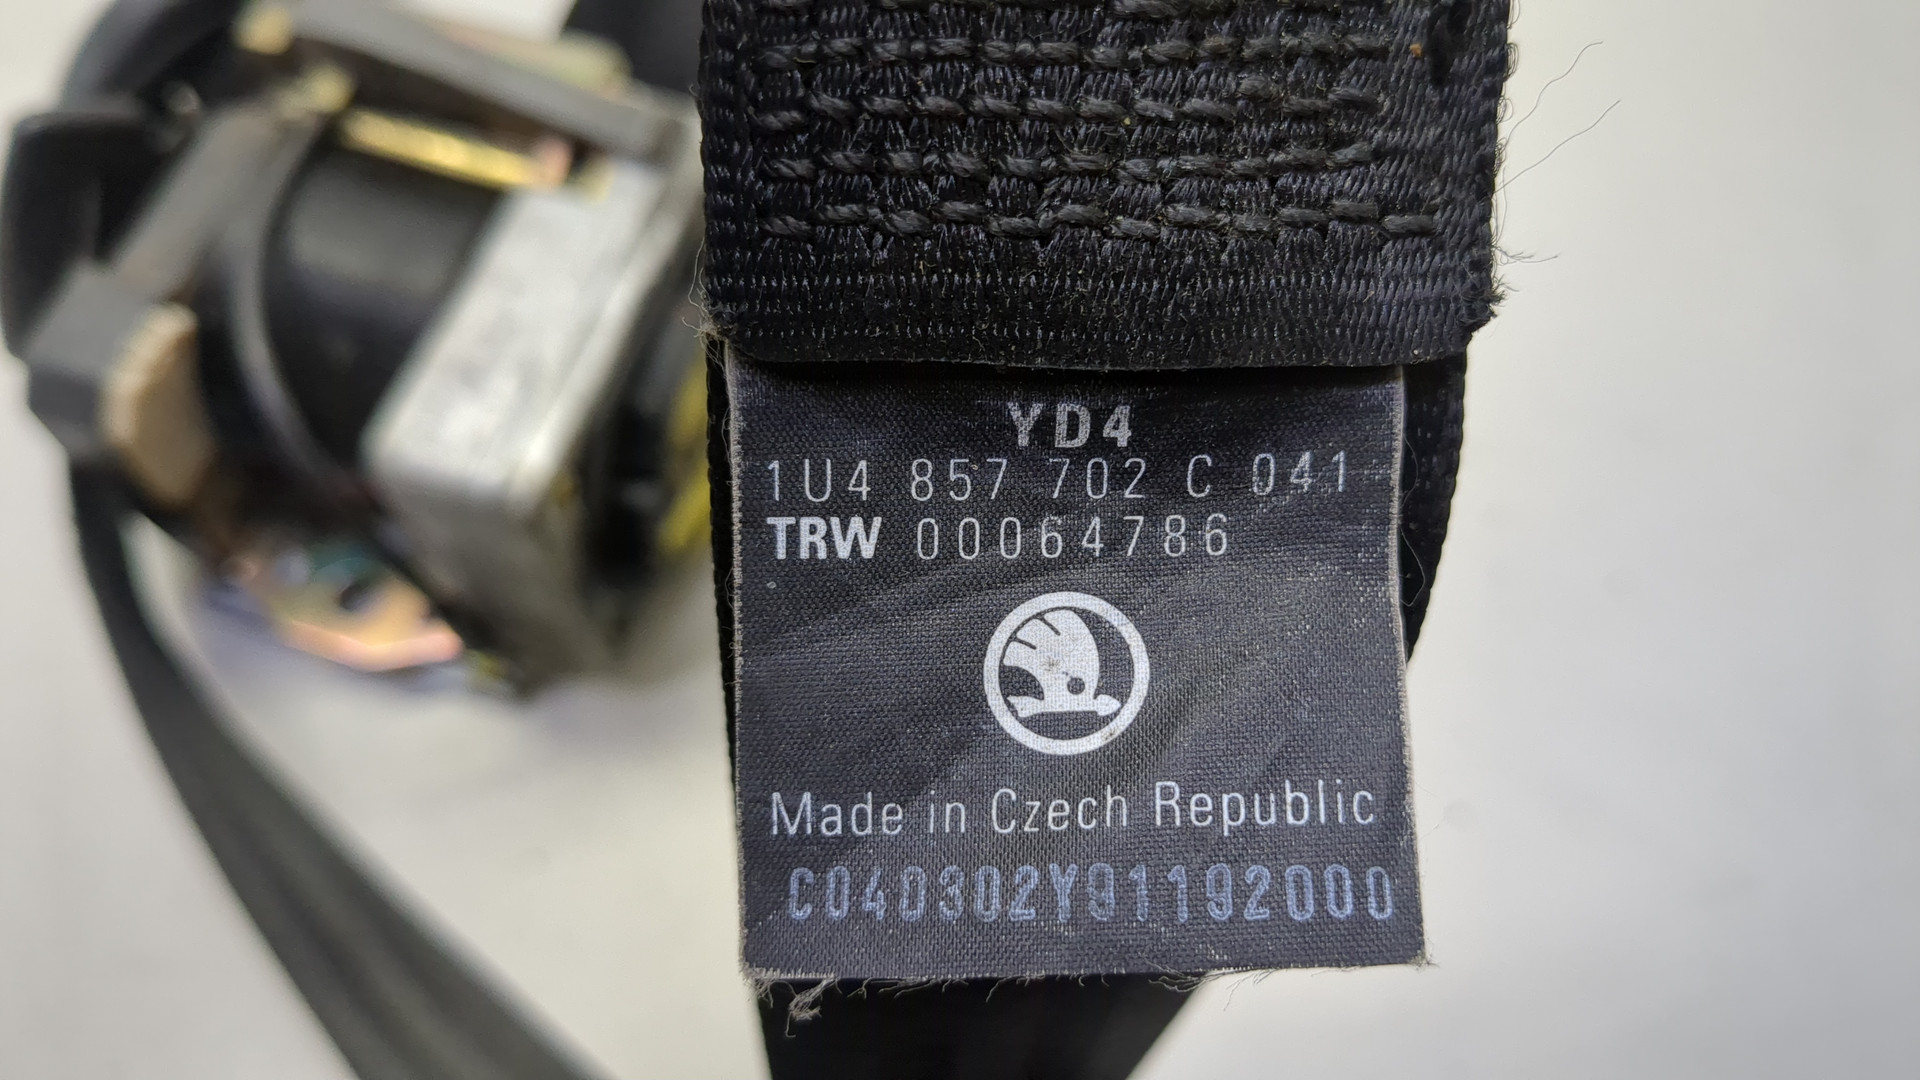 YD4
1U4 857 702 C 041
TRW 00064786
Made in Czech Republic
C040302Y91192000